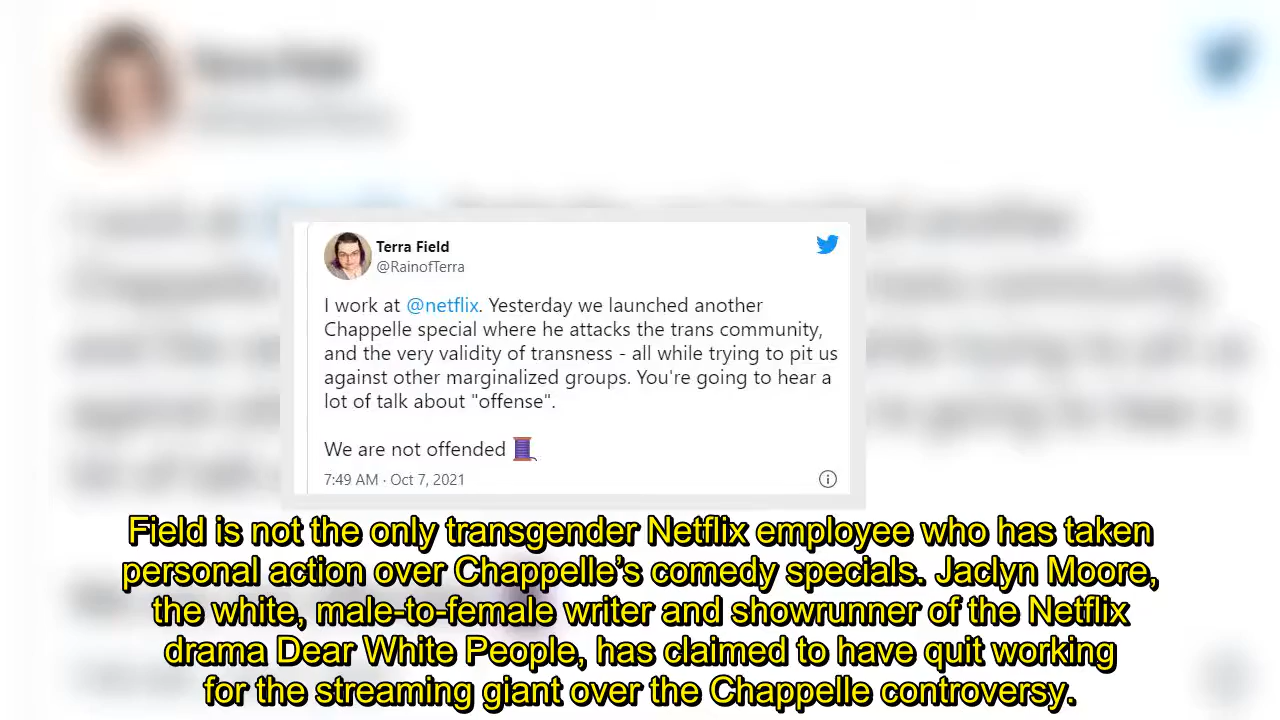 Terra Field
@RainofTerra
I work at @netflix. Yesterday we launched another
Chappelle special where he attacks the trans community,
and the very validity of transness - all while trying to pit us
against other marginalized groups. You're going to hear a
lot of talk about "offense".
We are not offended 🧵
7:49 AM · Oct 7, 2021
Field is not the only transgender Netflix employee who has taken
personal action over Chappelle’s comedy specials. Jaclyn Moore,
the white, male-to-female writer and showrunner of the Netflix
drama Dear White People, has claimed to have quit working
for the streaming giant over the Chappelle controversy.